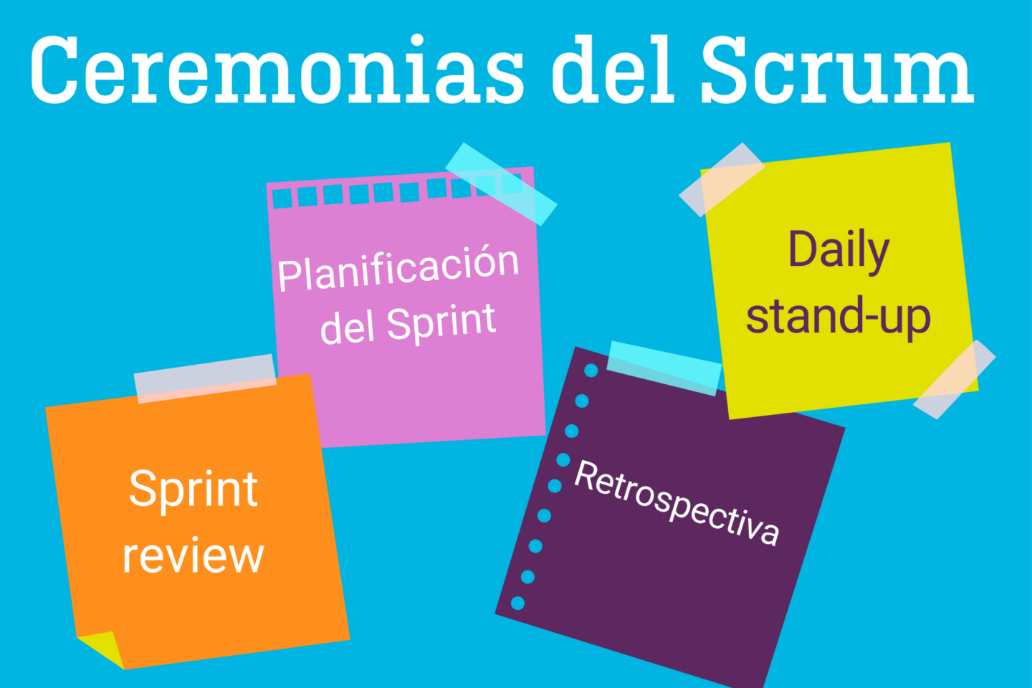 Ceremonias del Scrum
Planificación
del Sprint
Daily
stand-up
Sprint
review
Retrospectiva